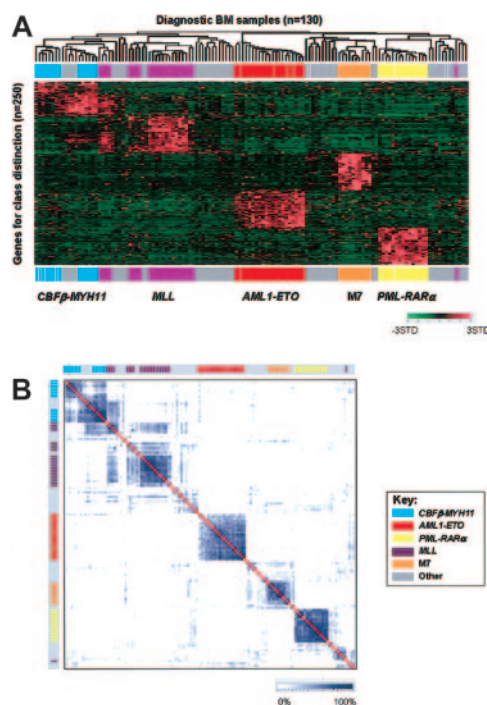 A
Diagnostic BM samples (n=130)
Genes for class distinction (n=250)
CBFβ-MYH11 MLL AML1-ETO M7 PML-RARα
-3STD 3STD
B
Key:
CBFβ-MYH11
AML1-ETO
PML-RARα
MLL
M7
Other
0% 100%